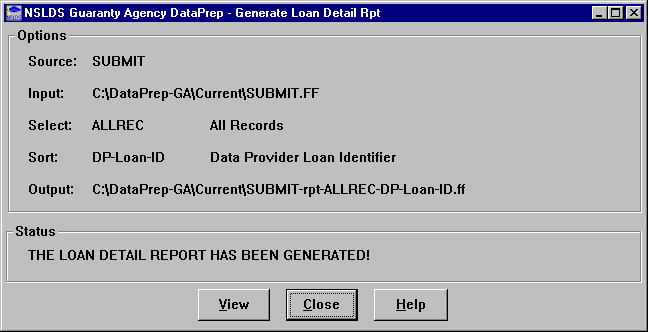 NSLDS Guaranty Agency DataPrep - Generate Loan Detail Rpt
Options
Source: SUBMIT
Input: C:\DataPrep-GA\Current\SUBMIT.FF
Select: ALLREC All Records
Sort: DP-Loan-ID Data Provider Loan Identifier
Output: C:\DataPrep-GA\Current\SUBMIT-rpt-ALLREC-DP-Loan-ID.ff
Status
THE LOAN DETAIL REPORT HAS BEEN GENERATED!
View Close Help